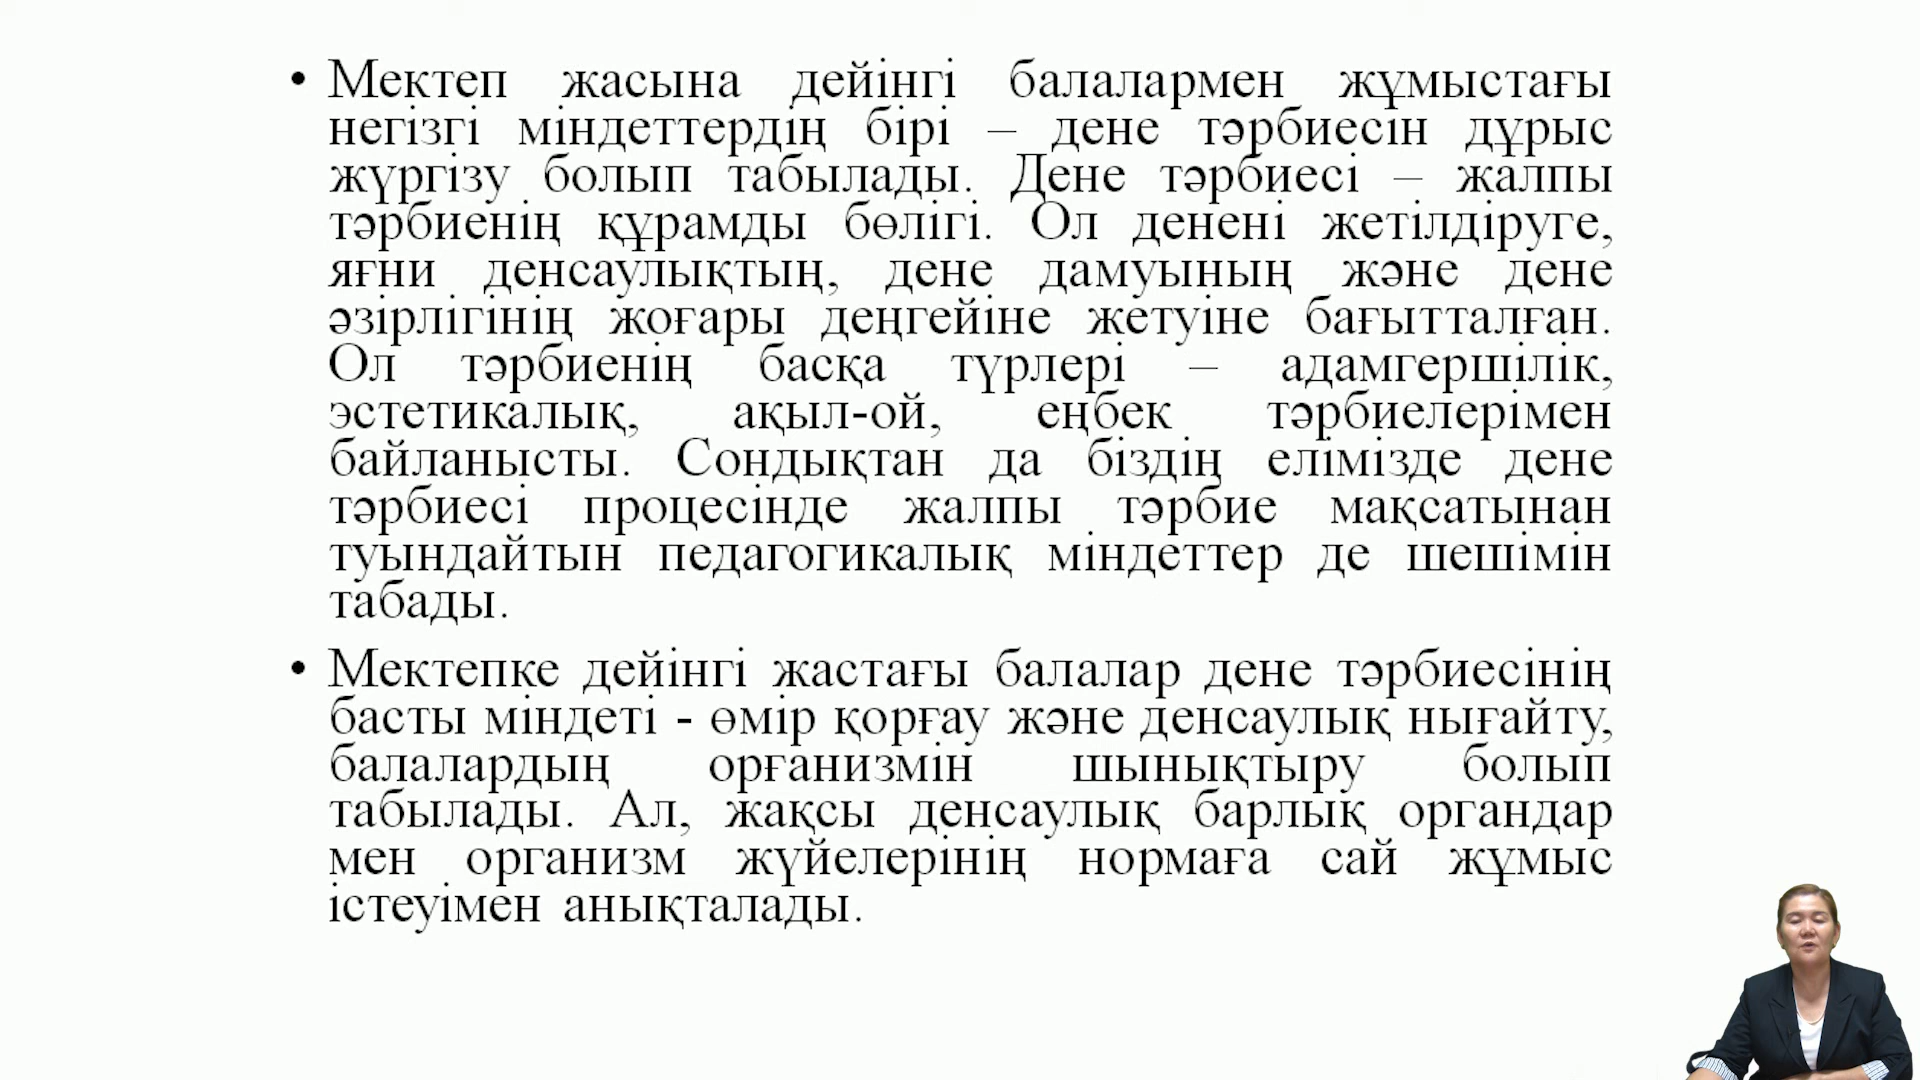 • Мектеп жасына дейінгі балалармен жұмыстағы
негізгі міндеттердің бірі – дене тәрбиесін дұрыс
жүргізу болып табылады. Дене тәрбиесі – жалпы
тәрбиенің құрамды бөлігі. Ол денені жетілдіруге,
яғни денсаулықтың, дене дамуының және дене
әзірлігінің жоғары деңгейіне жетуіне бағытталған.
Ол тәрбиенің басқа түрлері – адамгершілік,
эстетикалық, ақыл-ой, еңбек тәрбиелерімен
байланысты. Сондықтан да біздің елімізде дене
тәрбиесі процесінде жалпы тәрбие мақсатынан
туындайтын педагогикалық міндеттер де шешімін
табады.
• Мектепке дейінгі жастағы балалар дене тәрбиесінің
басты міндеті - өмір қорғау және денсаулық нығайту,
балалардың орғанизмін шынықтыру болып
табылады. Ал, жақсы денсаулық барлық органдар
мен организм жүйелерінің нормаға сай жұмыс
істеуімен анықталады.